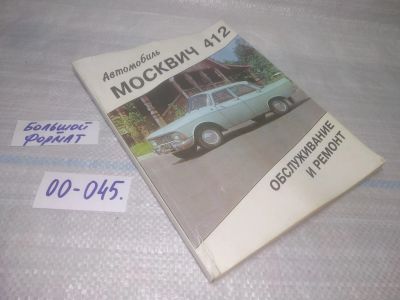 Автомобиль
МОСКВИЧ 412
ОБСЛУЖИВАНИЕ
И РЕМОНТ
БОЛЬШОЙ
ФОРМАТ
00-045.